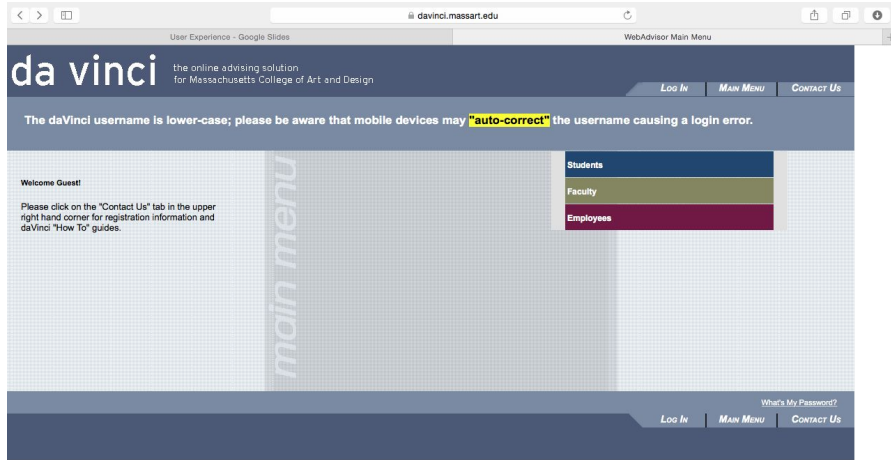 davinci.massart.edu
User Experience - Google Slides
WebAdvisor Main Menu
da vinci
the online advising solution
for Massachusetts College of Art and Design
LOG IN
MAIN MENU
CONTACT US
The daVinci username is lower-case; please be aware that mobile devices may "auto-correct" the username causing a login error.
main menu
Students
Welcome Guest!
Faculty
Please click on the "Contact Us" tab in the upper
right hand corner for registration information and
daVinci "How To" guides.
Employees
What's My Password?
LOG IN
MAIN MENU
CONTACT US